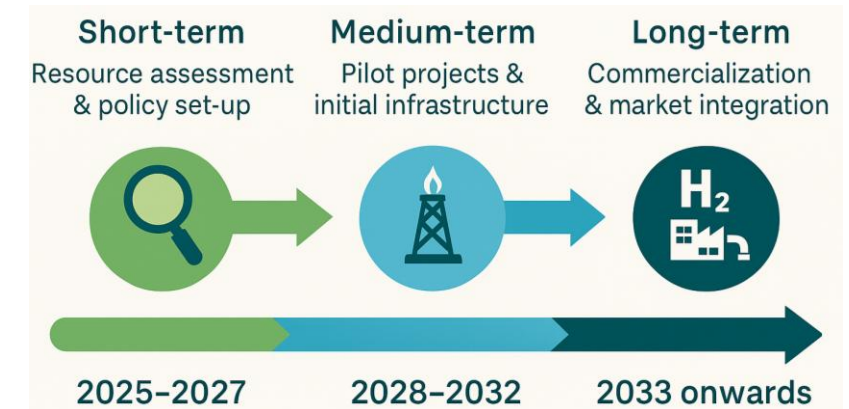 Short-term
Resource assessment
& policy set-up
Medium-term
Pilot projects &
initial infrastructure
Long-term
Commercialization
& market integration
H₂
2025–2027
2028–2032
2033 onwards